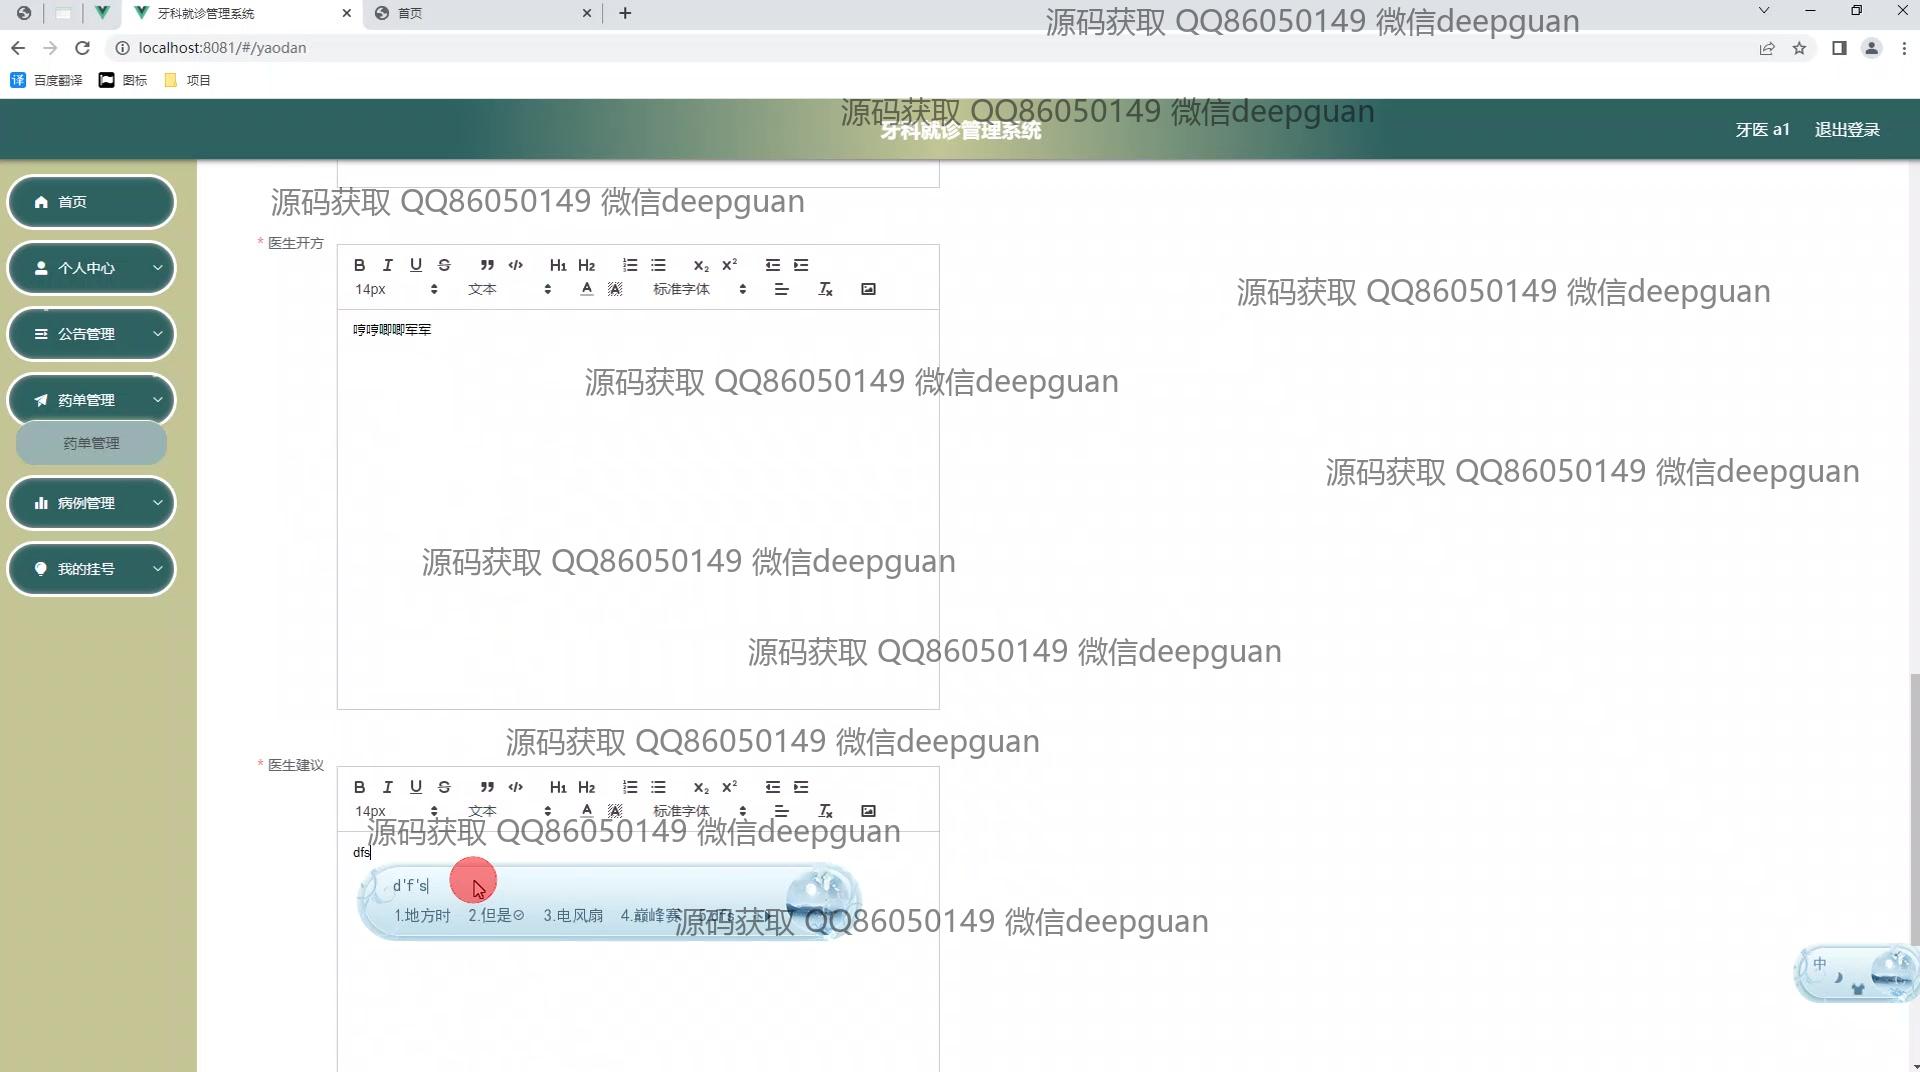 牙科就诊管理系统
首页
源码获取 QQ86050149 微信deepguan
localhost:8081/#/yaodan
百度翻译
图标
项目
源码获取 QQ86050149 微信deepguan
牙科就诊管理系统
牙医 a1
退出登录
首页
源码获取 QQ86050149 微信deepguan
* 医生开方
个人中心
B I U S H1 H2 X2 X2
14px 文本 A A 标准字体 Tx
源码获取 QQ86050149 微信deepguan
公告管理
哼哼唧唧军军
源码获取 QQ86050149 微信deepguan
药单管理
药单管理
源码获取 QQ86050149 微信deepguan
病例管理
源码获取 QQ86050149 微信deepguan
我的挂号
源码获取 QQ86050149 微信deepguan
源码获取 QQ86050149 微信deepguan
* 医生建议
B I U S H1 H2 X2 X2
14px 文本 A A 标准字体 Tx
源码获取 QQ86050149 微信deepguan
dfs
d'f's
1.地方时 2.但是 3.电风扇 4.巅峰赛 5.dfs
源码获取 QQ86050149 微信deepguan
中